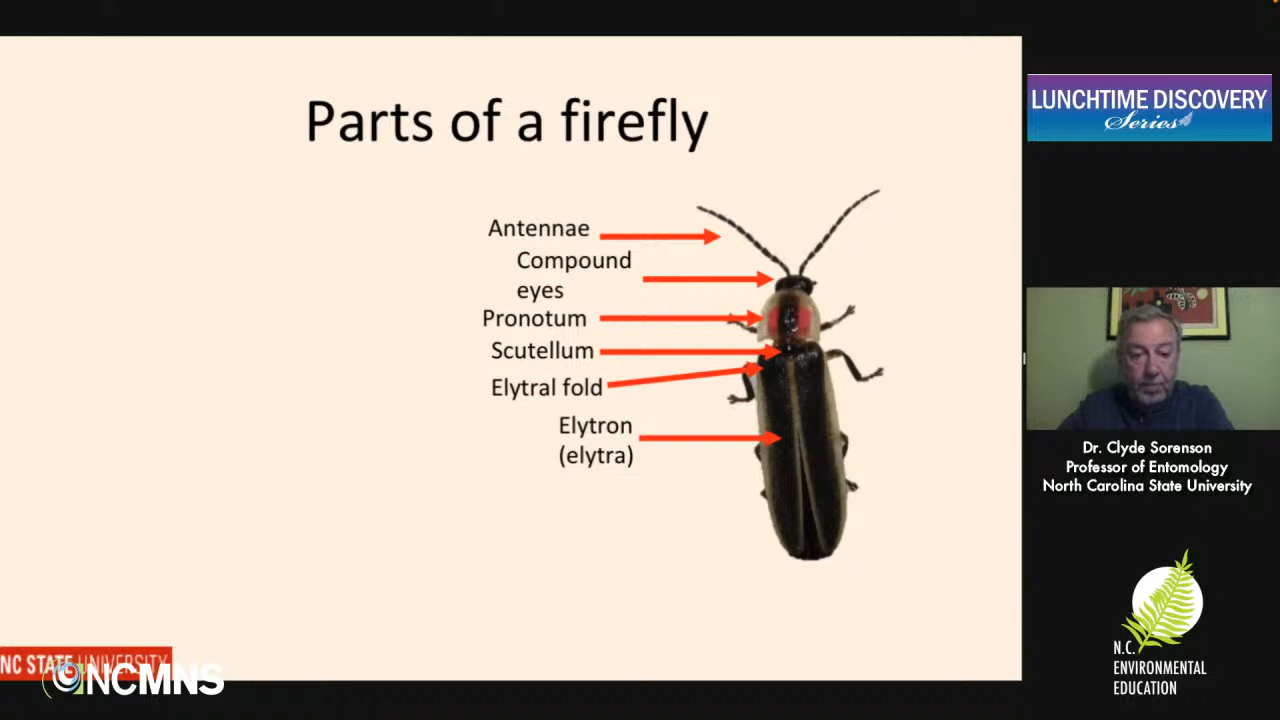 Parts of a firefly
Antennae
Compound
eyes
Pronotum
Scutellum
Elytral fold
Elytron
(elytra)
NC STATE UNIVERSITY
NCMNS
LUNCHTIME DISCOVERY
Series
Dr. Clyde Sorenson
Professor of Entomology
North Carolina State University
N.C.
ENVIRONMENTAL
EDUCATION